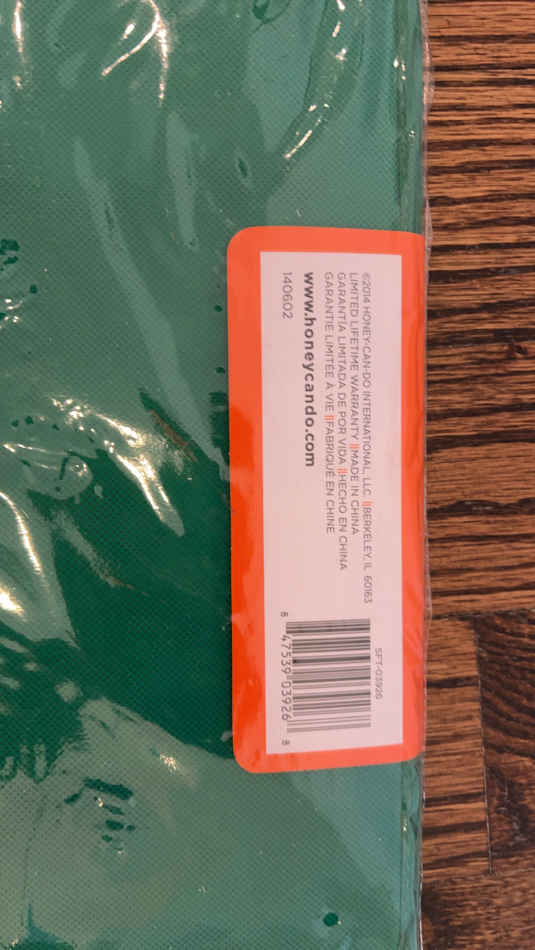 ©2014 HONEY-CAN-DO INTERNATIONAL, LLC || BERKELEY, IL 60163
LIMITED LIFETIME WARRANTY || MADE IN CHINA
GARANTÍA LIMITADA DE POR VIDA || HECHO EN CHINA
GARANTIE LIMITÉE À VIE || FABRIQUÉ EN CHINE
www.honeycando.com
140602
SFT-03926
8 47539 03926 8